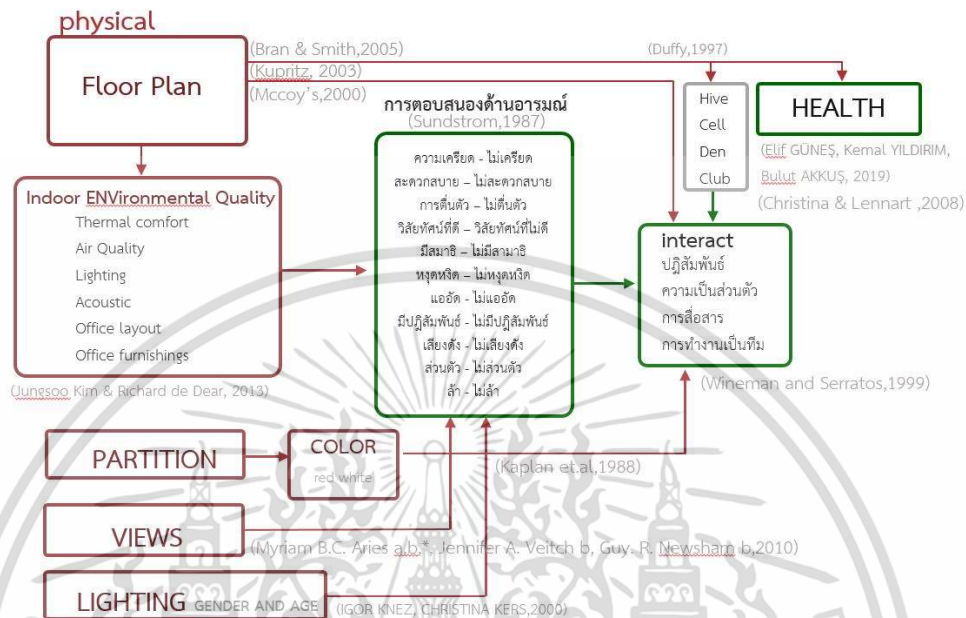 physical
Floor Plan
(Bran & Smith,2005)
(Kupritz, 2003)
(Mccoy's,2000)
(Duffy,1997)
Hive
Cell
Den
Club
HEALTH
(Elif GÜNEŞ, Kemal YILDIRIM,
Bulut AKKUŞ, 2019)
(Christina & Lennart ,2008)
การตอบสนองด้านอารมณ์
(Sundstrom,1987)
ความเครียด - ไม่เครียด
สะดวกสบาย – ไม่สะดวกสบาย
การตื่นตัว – ไม่ตื่นตัว
วิสัยทัศน์ที่ดี – วิสัยทัศน์ที่ไม่ดี
มีสมาธิ – ไม่มีสามาธิ
หงุดหงิด – ไม่หงุดหงิด
แออัด - ไม่แออัด
มีปฎิสัมพันธ์ - ไม่มีปฎิสัมพันธ์
เสียงดัง - ไม่เสียงดัง
ส่วนตัว - ไม่ส่วนตัว
ล้า - ไม่ล้า
Indoor ENVironmental Quality
Thermal comfort
Air Quality
Lighting
Acoustic
Office layout
Office furnishings
(Jungsoo Kim & Richard de Dear, 2013)
interact
ปฎิสัมพันธ์
ความเป็นส่วนตัว
การสื่อสาร
การทำงานเป็นทีม
(Wineman and Serratos,1999)
PARTITION
COLOR
red white
(Kaplan et.al,1988)
VIEWS
(Myriam B.C. Aries a,b,*, Jennifer A. Veitch b, Guy. R. Newsham b,2010)
LIGHTING GENDER AND AGE
(IGOR KNEZ, CHRISTINA KERS,2000)